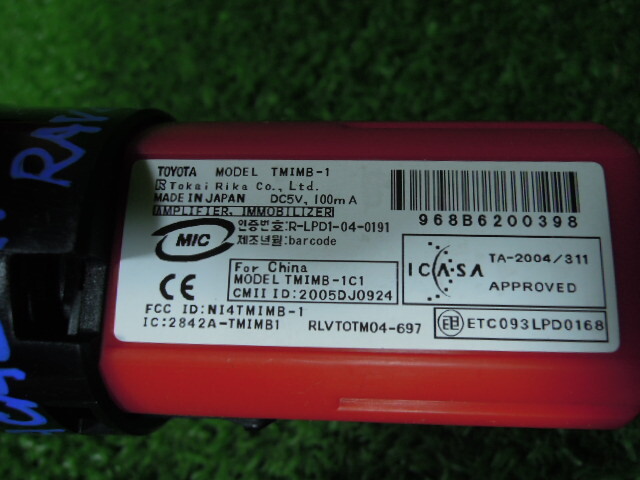 TOYOTA MODEL TMIMB-1
Tokai Rika Co., Ltd.
MADE IN JAPAN DC5V, 100mA
AMPLIFIER, IMMOBILIZER
MIC
인증번호:R-LPD1-04-0191
제조년월:barcode
968B6200398
For China
MODEL TMIMB-1C1
CMII ID:2005DJ0924
CE
ICASA
TA-2004/311
APPROVED
FCC ID:NI4TMIMB-1
IC:2842A-TMIMB1 RLVTOTM04-697
ETC093LPD0168